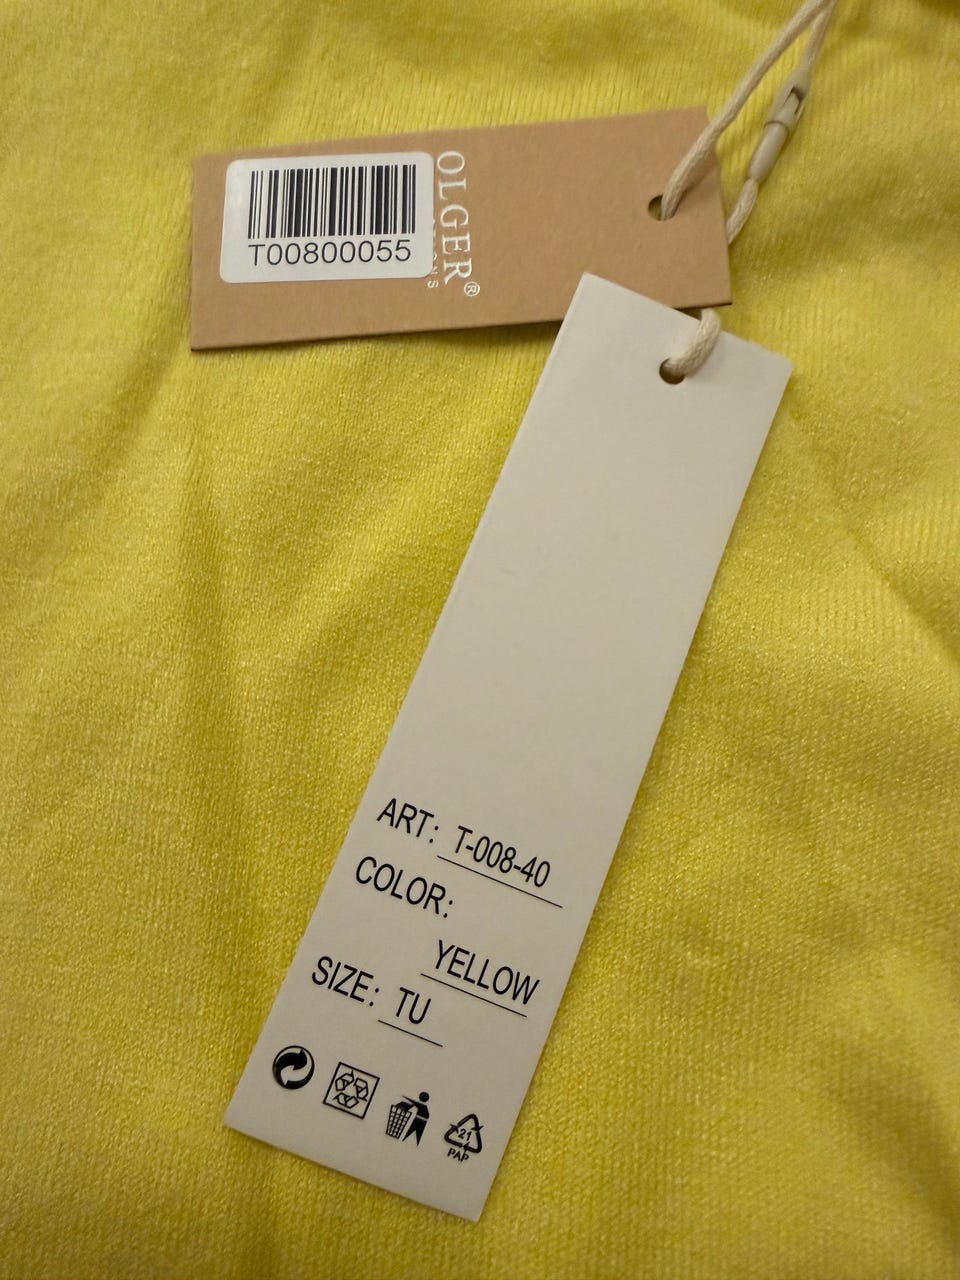 T00800055
OLGER®
ART: T-008-40
COLOR:
YELLOW
SIZE: TU
21
PAP